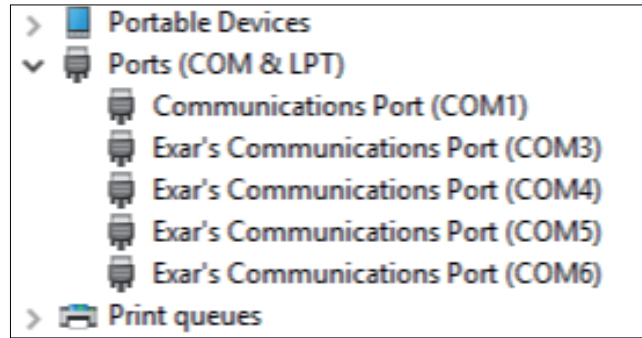 Portable Devices
Ports (COM & LPT)
Communications Port (COM1)
Exar's Communications Port (COM3)
Exar's Communications Port (COM4)
Exar's Communications Port (COM5)
Exar's Communications Port (COM6)
Print queues